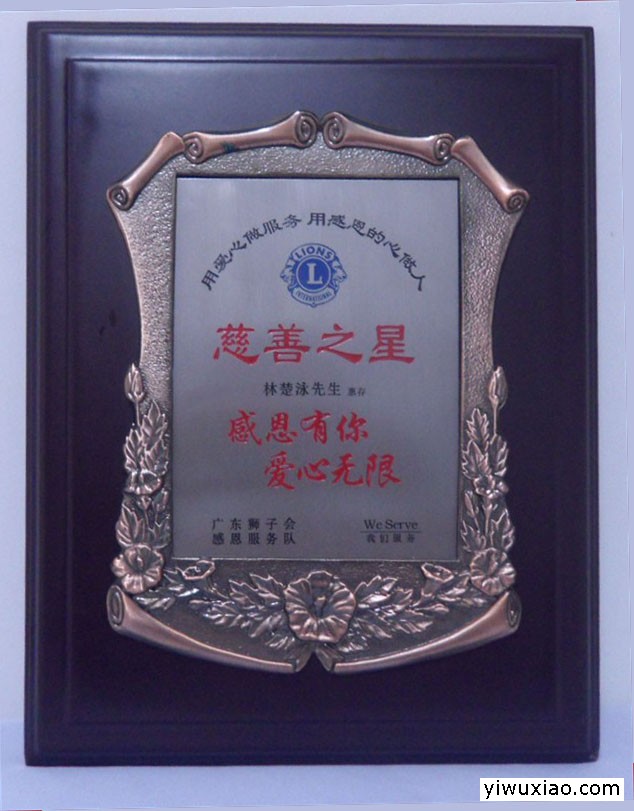 用爱心做服务 用感恩的心做人
LIONS
L
INTERNATIONAL
慈善之星
林楚泳先生 惠存
感恩有你
爱心无限
广东狮子会
感恩服务队
We Serve
我们服务
yiwuxiao.com